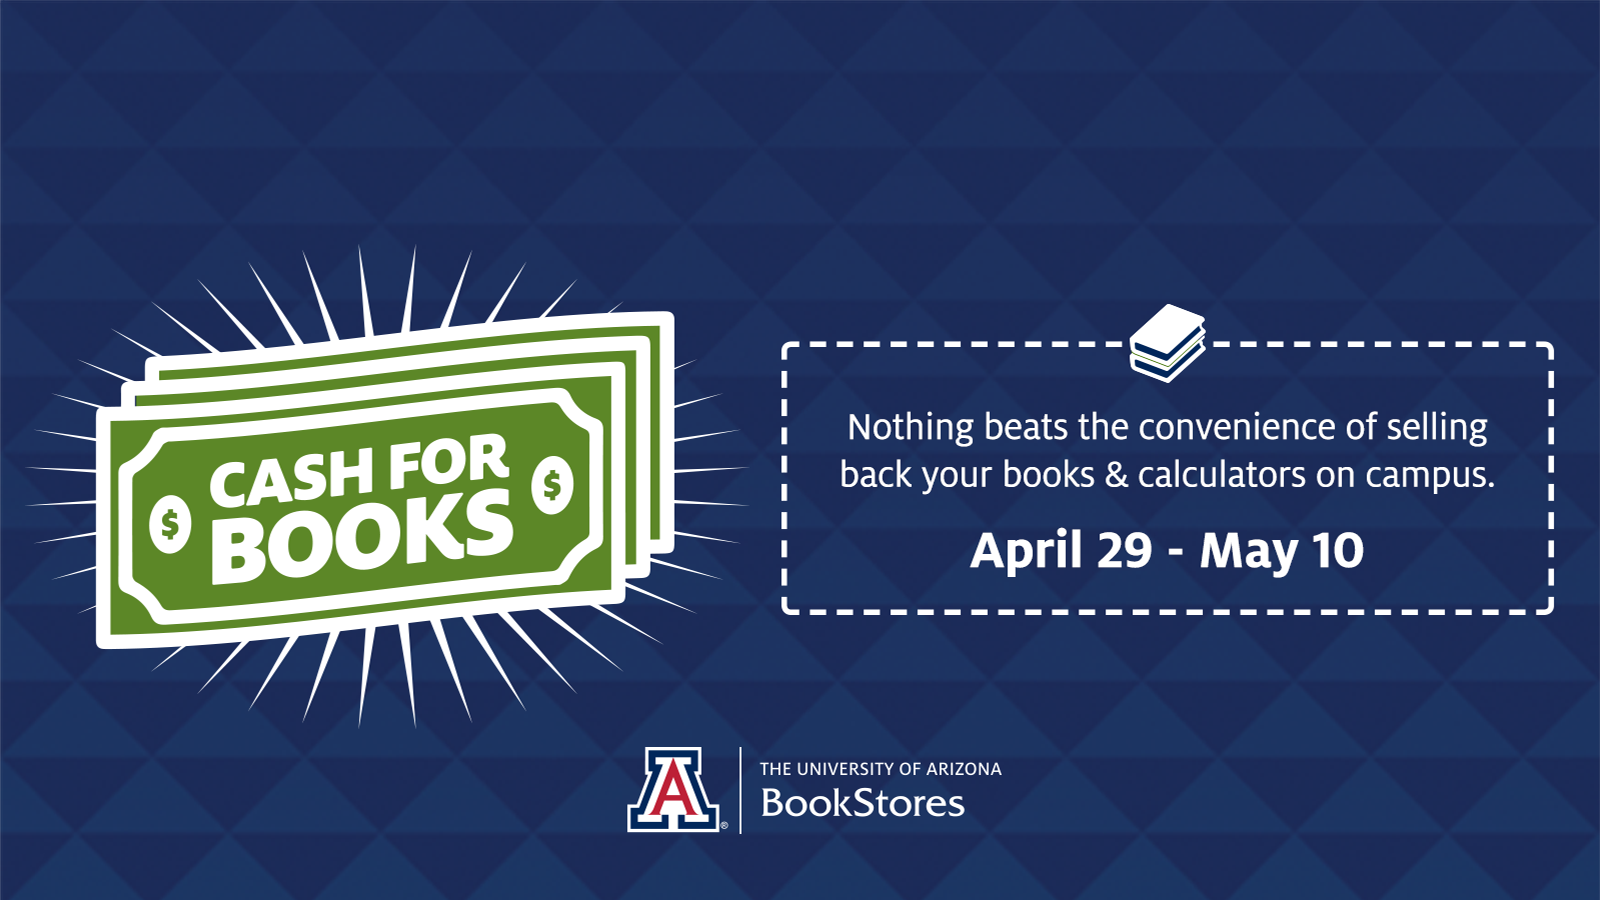 $ CASH FOR $
BOOKS
Nothing beats the convenience of selling
back your books & calculators on campus.
April 29 - May 10
A ®
THE UNIVERSITY OF ARIZONA
BookStores